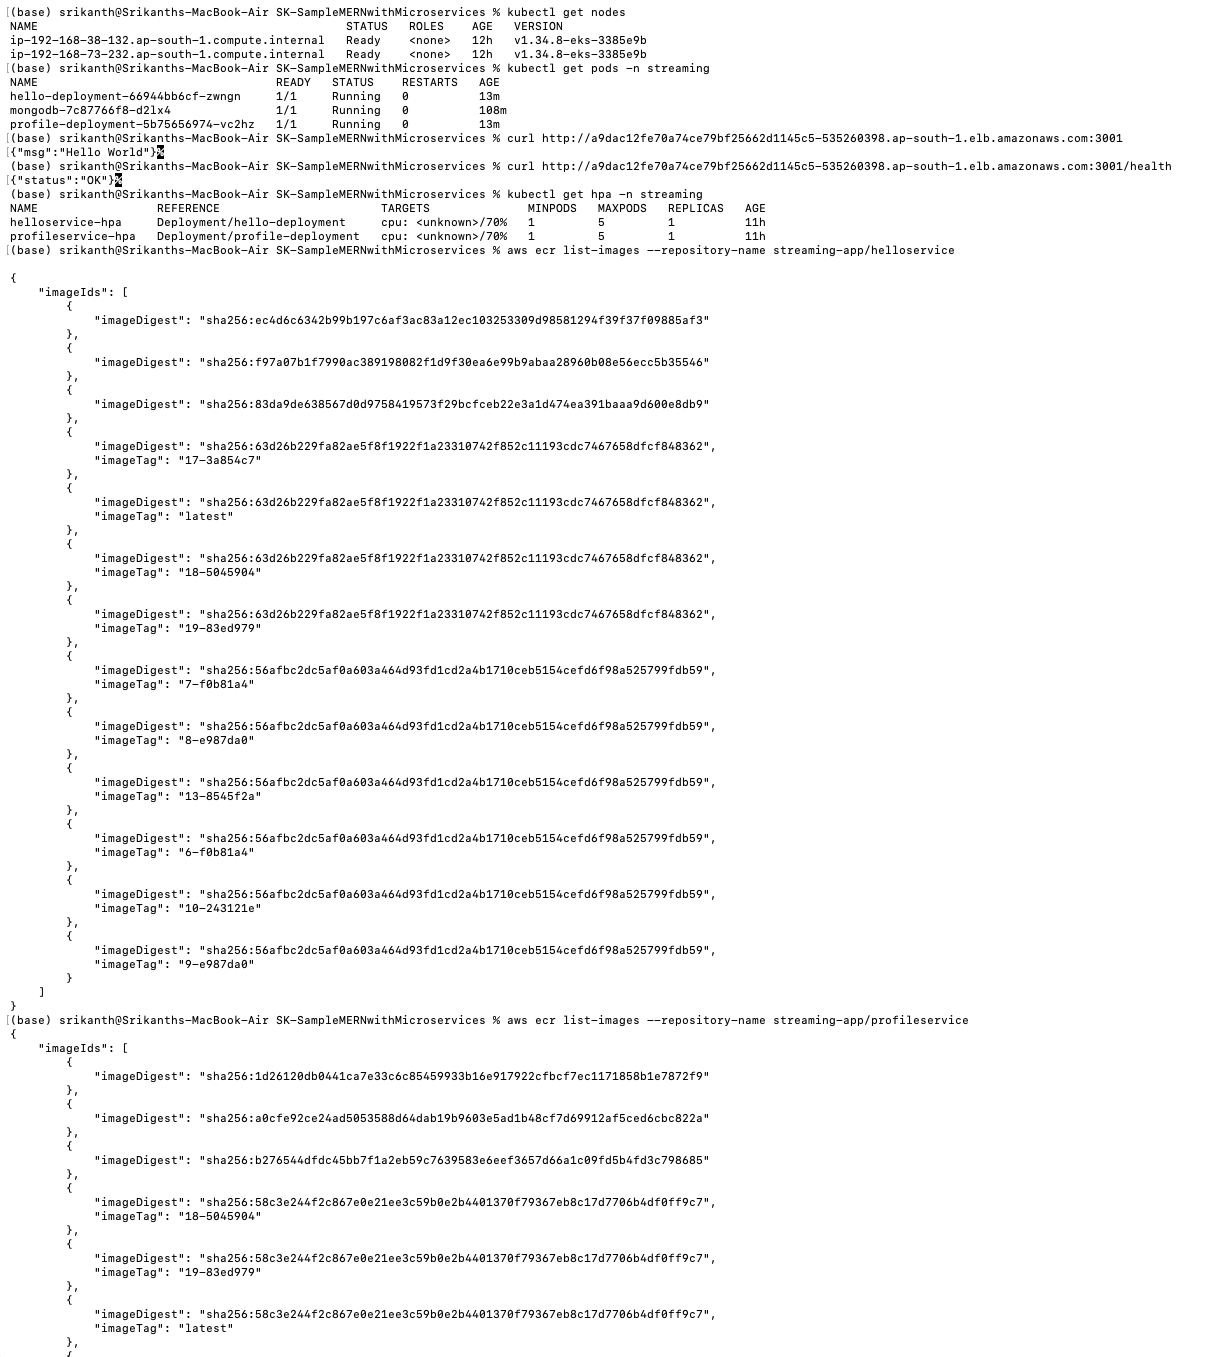 (base) srikanth@Srikanths-MacBook-Air SK-SampleMERNwithMicroservices % kubectl get nodes
NAME                                            STATUS   ROLES    AGE   VERSION
ip-192-168-38-132.ap-south-1.compute.internal   Ready    <none>   12h   v1.34.8-eks-3385e9b
ip-192-168-73-232.ap-south-1.compute.internal   Ready    <none>   12h   v1.34.8-eks-3385e9b
(base) srikanth@Srikanths-MacBook-Air SK-SampleMERNwithMicroservices % kubectl get pods -n streaming
NAME                                  READY   STATUS    RESTARTS   AGE
hello-deployment-66944bb6cf-zwngn     1/1     Running   0          13m
mongodb-7c87766f8-d2lx4               1/1     Running   0          108m
profile-deployment-5b75656974-vc2hz   1/1     Running   0          13m
(base) srikanth@Srikanths-MacBook-Air SK-SampleMERNwithMicroservices % curl http://a9dac12fe70a74ce79bf25662d1145c5-535260398.ap-south-1.elb.amazonaws.com:3001
{"msg":"Hello World"}%
(base) srikanth@Srikanths-MacBook-Air SK-SampleMERNwithMicroservices % curl http://a9dac12fe70a74ce79bf25662d1145c5-535260398.ap-south-1.elb.amazonaws.com:3001/health
{"status":"OK"}%
(base) srikanth@Srikanths-MacBook-Air SK-SampleMERNwithMicroservices % kubectl get hpa -n streaming
NAME                 REFERENCE                       TARGETS              MINPODS   MAXPODS   REPLICAS   AGE
helloservice-hpa     Deployment/hello-deployment     cpu: <unknown>/70%   1         5         1          11h
profileservice-hpa   Deployment/profile-deployment   cpu: <unknown>/70%   1         5         1          11h
(base) srikanth@Srikanths-MacBook-Air SK-SampleMERNwithMicroservices % aws ecr list-images --repository-name streaming-app/helloservice
{
    "imageIds": [
        {
            "imageDigest": "sha256:ec4d6c6342b99b197c6af3ac83a12ec103253309d98581294f39f37f09885af3"
        },
        {
            "imageDigest": "sha256:f97a07b1f7990ac389198082f1d9f30ea6e99b9abaa28960b08e56ecc5b35546"
        },
        {
            "imageDigest": "sha256:83da9de638567d0d9758419573f29bcfceb22e3a1d474ea391baaa9d600e8db9"
        },
        {
            "imageDigest": "sha256:63d26b229fa82ae5f8f1922f1a23310742f852c11193cdc7467658dfcf848362",
            "imageTag": "17-3a854c7"
        },
        {
            "imageDigest": "sha256:63d26b229fa82ae5f8f1922f1a23310742f852c11193cdc7467658dfcf848362",
            "imageTag": "latest"
        },
        {
            "imageDigest": "sha256:63d26b229fa82ae5f8f1922f1a23310742f852c11193cdc7467658dfcf848362",
            "imageTag": "18-5045904"
        },
        {
            "imageDigest": "sha256:63d26b229fa82ae5f8f1922f1a23310742f852c11193cdc7467658dfcf848362",
            "imageTag": "19-83ed979"
        },
        {
            "imageDigest": "sha256:56afbc2dc5af0a603a464d93fd1cd2a4b1710ceb5154cefd6f98a525799fdb59",
            "imageTag": "7-f0b81a4"
        },
        {
            "imageDigest": "sha256:56afbc2dc5af0a603a464d93fd1cd2a4b1710ceb5154cefd6f98a525799fdb59",
            "imageTag": "8-e987da0"
        },
        {
            "imageDigest": "sha256:56afbc2dc5af0a603a464d93fd1cd2a4b1710ceb5154cefd6f98a525799fdb59",
            "imageTag": "13-8545f2a"
        },
        {
            "imageDigest": "sha256:56afbc2dc5af0a603a464d93fd1cd2a4b1710ceb5154cefd6f98a525799fdb59",
            "imageTag": "6-f0b81a4"
        },
        {
            "imageDigest": "sha256:56afbc2dc5af0a603a464d93fd1cd2a4b1710ceb5154cefd6f98a525799fdb59",
            "imageTag": "10-243121e"
        },
        {
            "imageDigest": "sha256:56afbc2dc5af0a603a464d93fd1cd2a4b1710ceb5154cefd6f98a525799fdb59",
            "imageTag": "9-e987da0"
        }
    ]
}
(base) srikanth@Srikanths-MacBook-Air SK-SampleMERNwithMicroservices % aws ecr list-images --repository-name streaming-app/profileservice
{
    "imageIds": [
        {
            "imageDigest": "sha256:1d26120db0441ca7e33c6c85459933b16e917922cfbcf7ec1171858b1e7872f9"
        },
        {
            "imageDigest": "sha256:a0cfe92ce24ad5053588d64dab19b9603e5ad1b48cf7d69912af5ced6cbc822a"
        },
        {
            "imageDigest": "sha256:b276544dfdc45bb7f1a2eb59c7639583e6eef3657d66a1c09fd5b4fd3c798685"
        },
        {
            "imageDigest": "sha256:58c3e244f2c867e0e21ee3c59b0e2b4401370f79367eb8c17d7706b4df0ff9c7",
            "imageTag": "18-5045904"
        },
        {
            "imageDigest": "sha256:58c3e244f2c867e0e21ee3c59b0e2b4401370f79367eb8c17d7706b4df0ff9c7",
            "imageTag": "19-83ed979"
        },
        {
            "imageDigest": "sha256:58c3e244f2c867e0e21ee3c59b0e2b4401370f79367eb8c17d7706b4df0ff9c7",
            "imageTag": "latest"
        },
        {